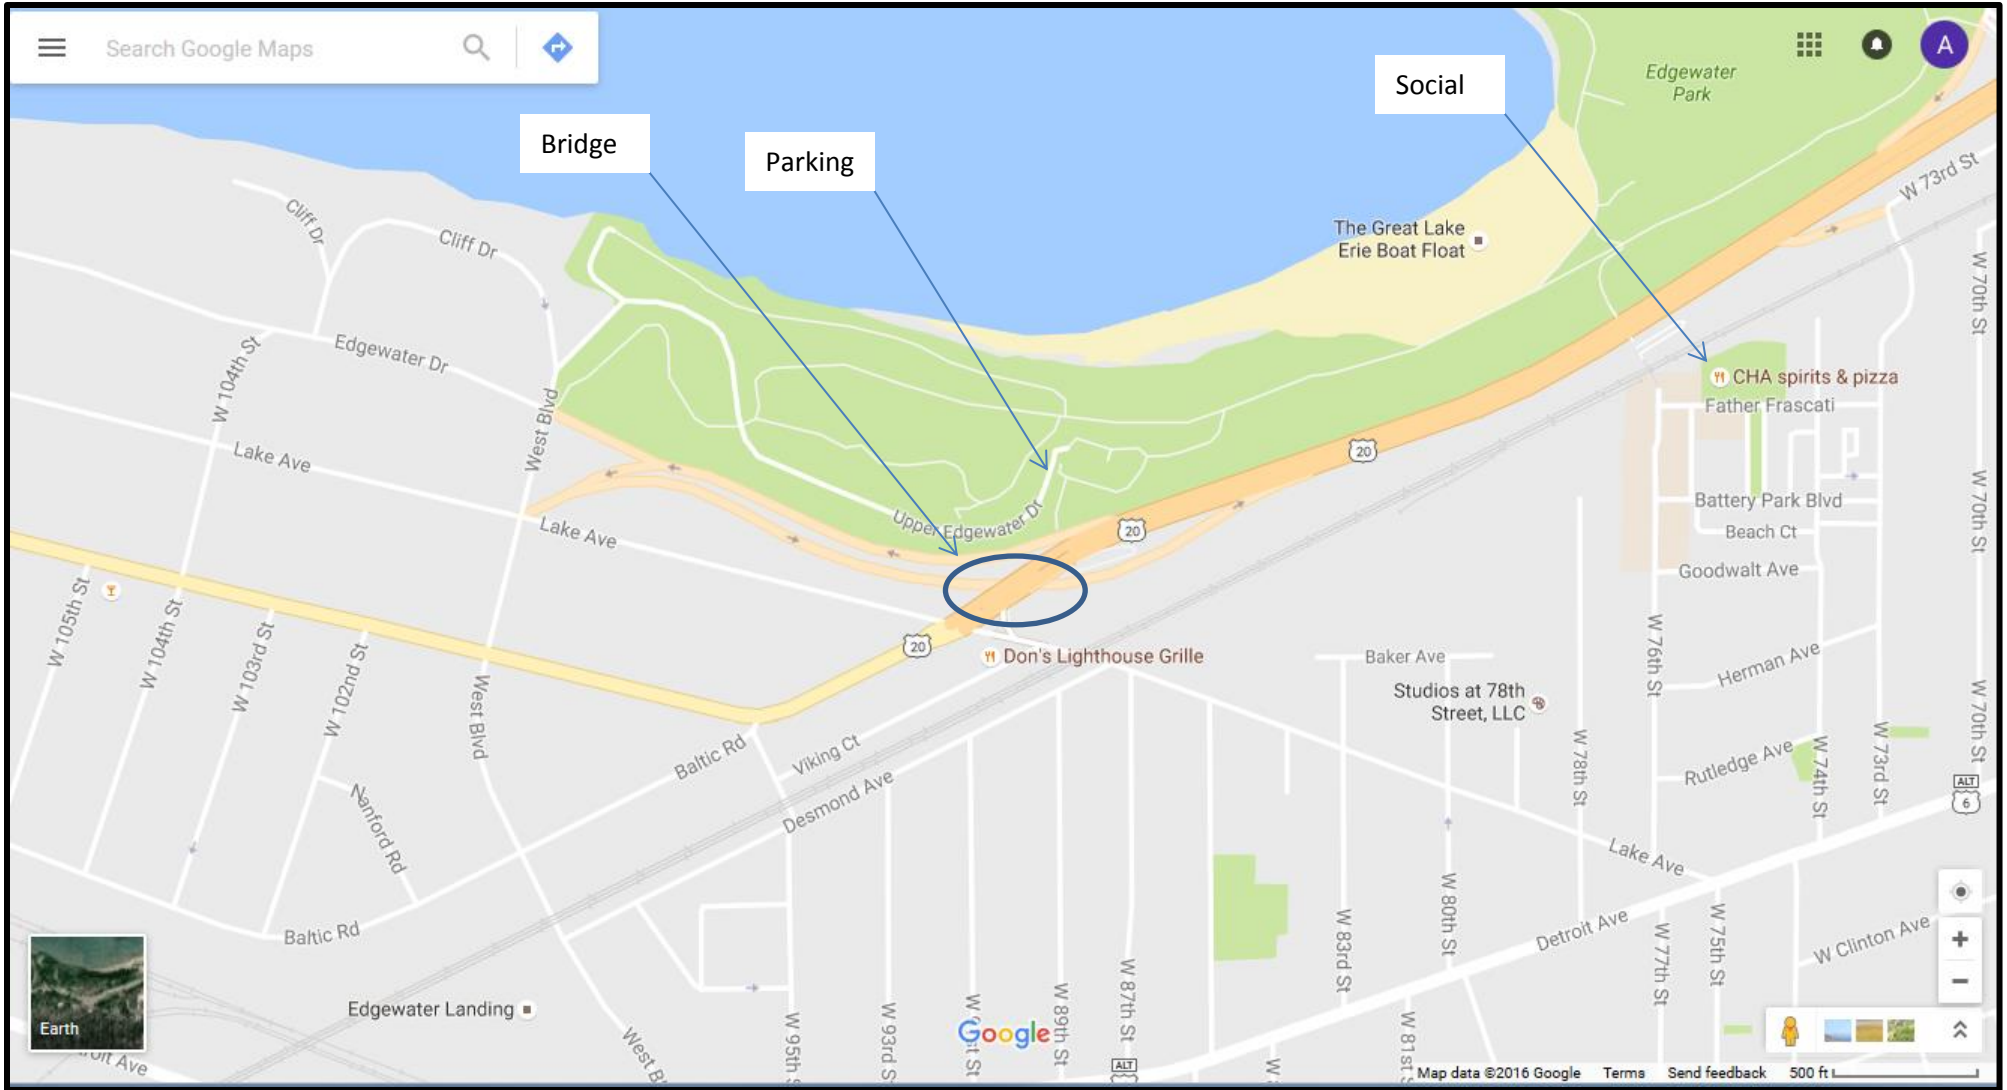 Search Google Maps
A
Social
Bridge
Parking
Edgewater
Park
W 73rd St
Cliff Dr
Cliff Dr
The Great Lake
Erie Boat Float
W 70th St
Edgewater Dr
W 104th St
CHA spirits & pizza
Father Frascati
West Blvd
Lake Ave
20
Battery Park Blvd
W 70th St
Upper Edgewater Dr
20
Lake Ave
Beach Ct
Goodwalt Ave
W 105th St
W 104th St
W 103rd St
W 102nd St
20
Don's Lighthouse Grille
Baker Ave
W 76th St
Herman Ave
Studios at 78th
Street, LLC
West Blvd
W 70th St
Baltic Rd
Viking Ct
Desmond Ave
W 78th St
Rutledge Ave
W 74th St
W 73rd St
ALT
6
Nanford Rd
Lake Ave
Baltic Rd
W 83rd St
W 80th St
Detroit Ave
W 77th St
W 75th St
W Clinton Ave
Edgewater Landing
Earth
West B
W 95th
W 93rd S
Google
st St
W 89th St
W 87th St
ALT
W 81st S
W
oit Ave
Map data ©2016 Google Terms Send feedback 500 ft